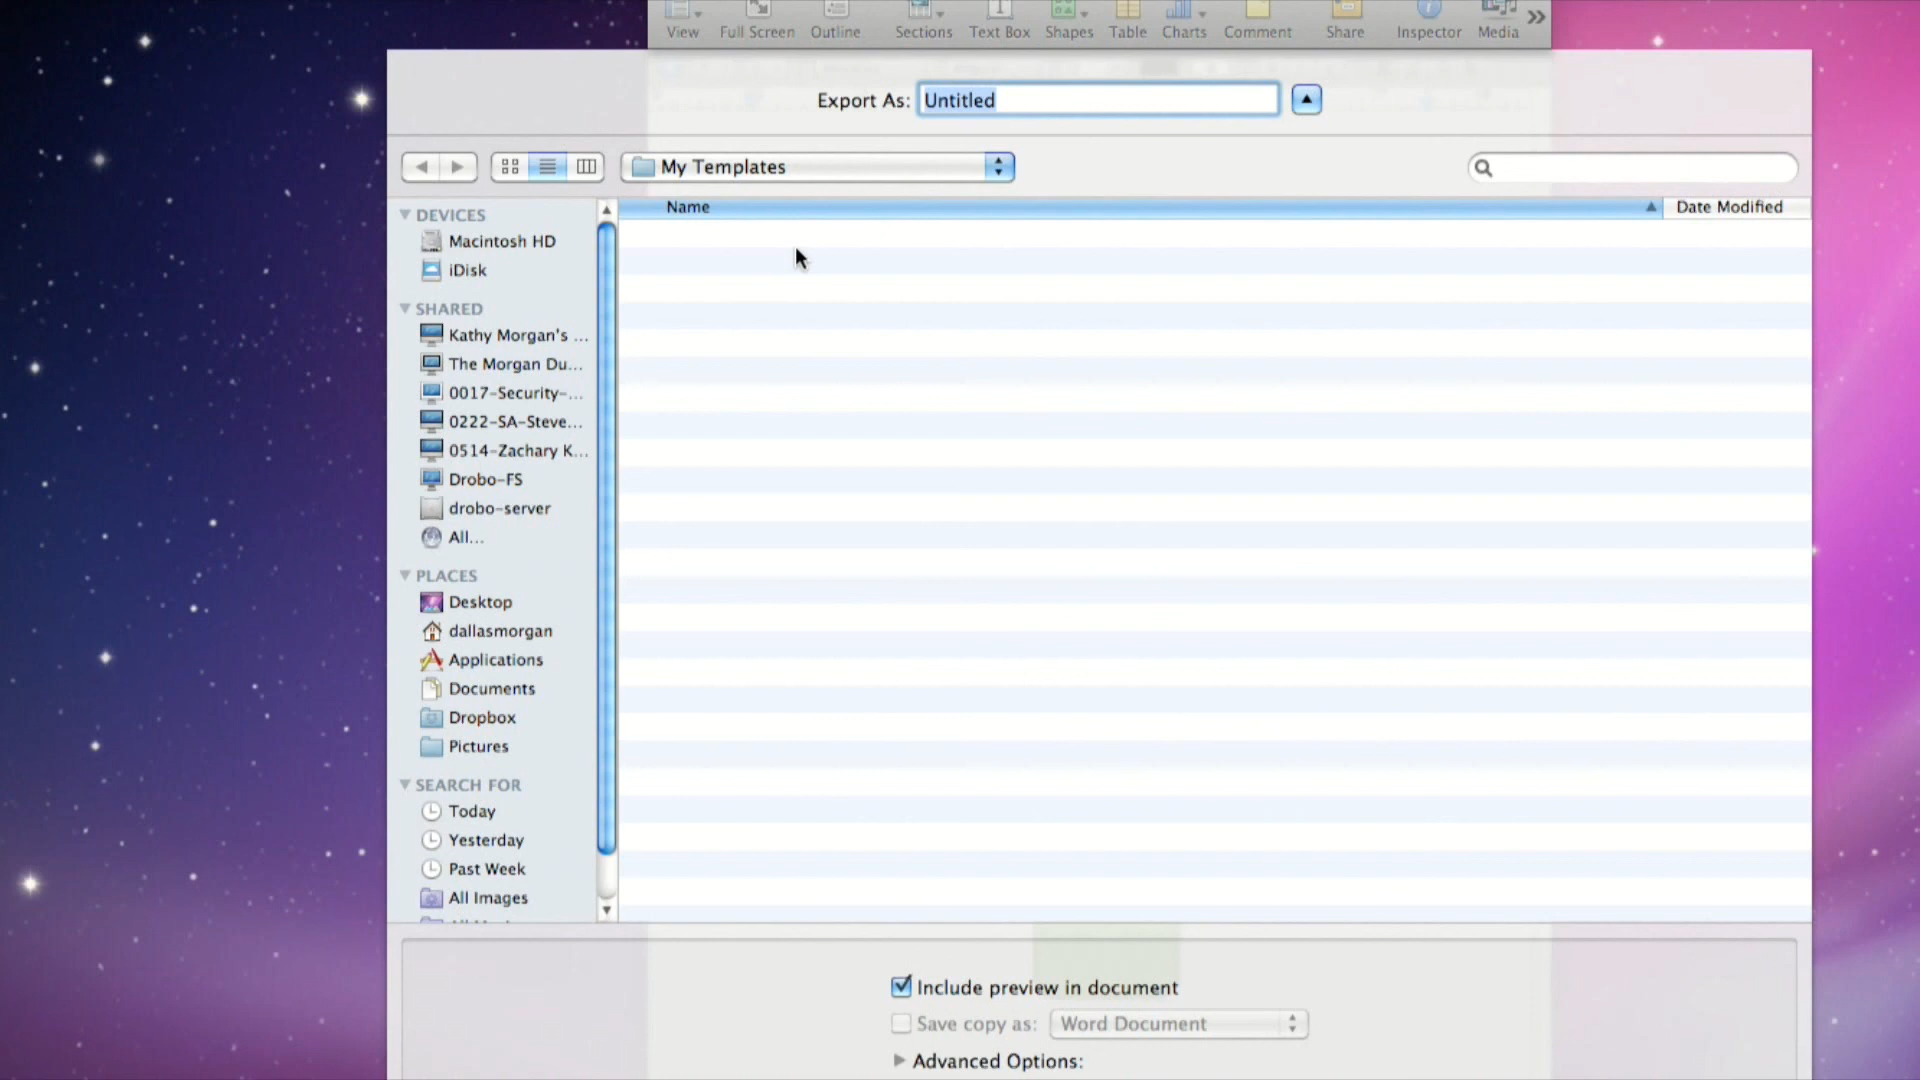 View Full Screen Outline Sections Text Box Shapes Table Charts Comment Share Inspector Media
Export As: Untitled
My Templates
Name Date Modified
DEVICES
Macintosh HD
iDisk
SHARED
Kathy Morgan's ...
The Morgan Du...
0017-Security-...
0222-SA-Steve...
0514-Zachary K...
Drobo-FS
drobo-server
All...
PLACES
Desktop
dallasmorgan
Applications
Documents
Dropbox
Pictures
SEARCH FOR
Today
Yesterday
Past Week
All Images
Include preview in document
Save copy as: Word Document
Advanced Options: